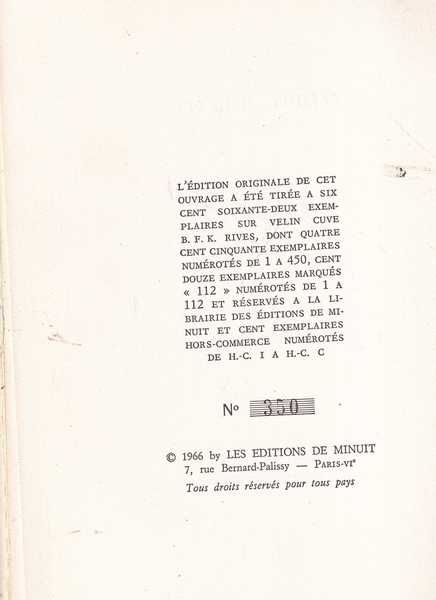 L'ÉDITION ORIGINALE DE CET
OUVRAGE A ÉTÉ TIRÉE A SIX
CENT SOIXANTE-DEUX EXEM-
PLAIRES SUR VELIN CUVE
B. F. K. RIVES, DONT QUATRE
CENT CINQUANTE EXEMPLAIRES
NUMÉROTÉS DE 1 A 450, CENT
DOUZE EXEMPLAIRES MARQUÉS
« 112 » NUMÉROTÉS DE 1 A
112 ET RÉSERVÉS A LA LI-
BRAIRIE DES ÉDITIONS DE MI-
NUIT ET CENT EXEMPLAIRES
HORS-COMMERCE NUMÉROTÉS
DE H.-C. I A H.-C. C
No 350
© 1966 by LES EDITIONS DE MINUIT
7, rue Bernard-Palissy — PARIS-VIe
Tous droits réservés pour tous pays